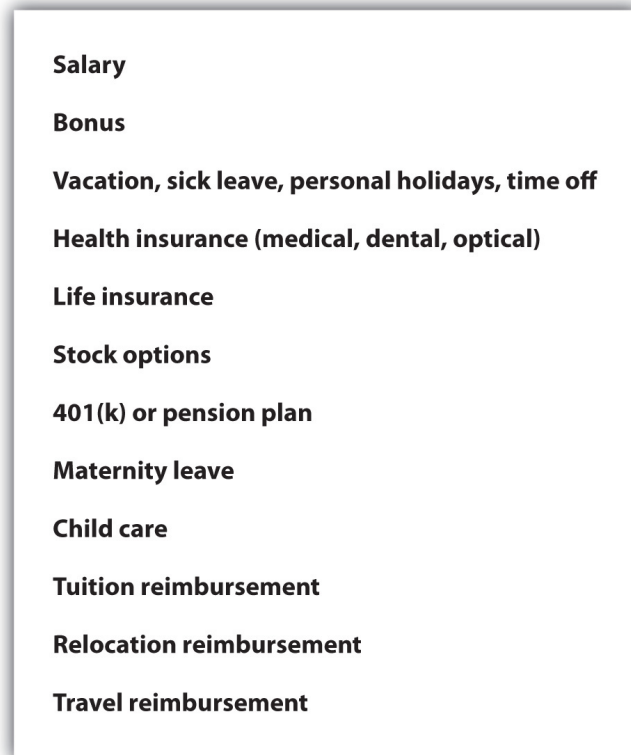 Salary
Bonus
Vacation, sick leave, personal holidays, time off
Health insurance (medical, dental, optical)
Life insurance
Stock options
401(k) or pension plan
Maternity leave
Child care
Tuition reimbursement
Relocation reimbursement
Travel reimbursement